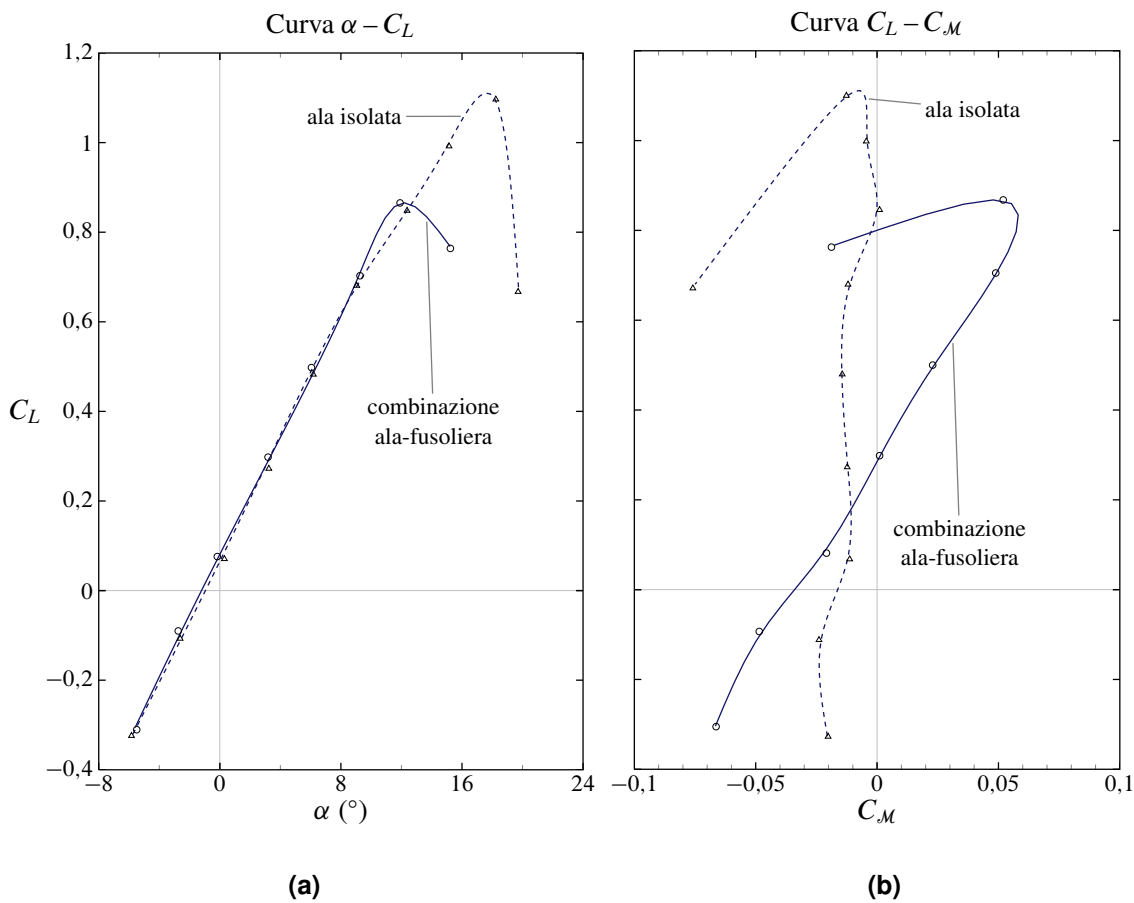 Curva α – C_L
1,2
1
0,8
0,6
0,4
0,2
0
−0,2
−0,4
C_L
ala isolata
combinazione
ala-fusoliera
−8
0
8
16
24
α (°)
(a)
Curva C_L – C_ℳ
ala isolata
combinazione
ala-fusoliera
−0,1
−0,05
0
0,05
0,1
C_ℳ
(b)